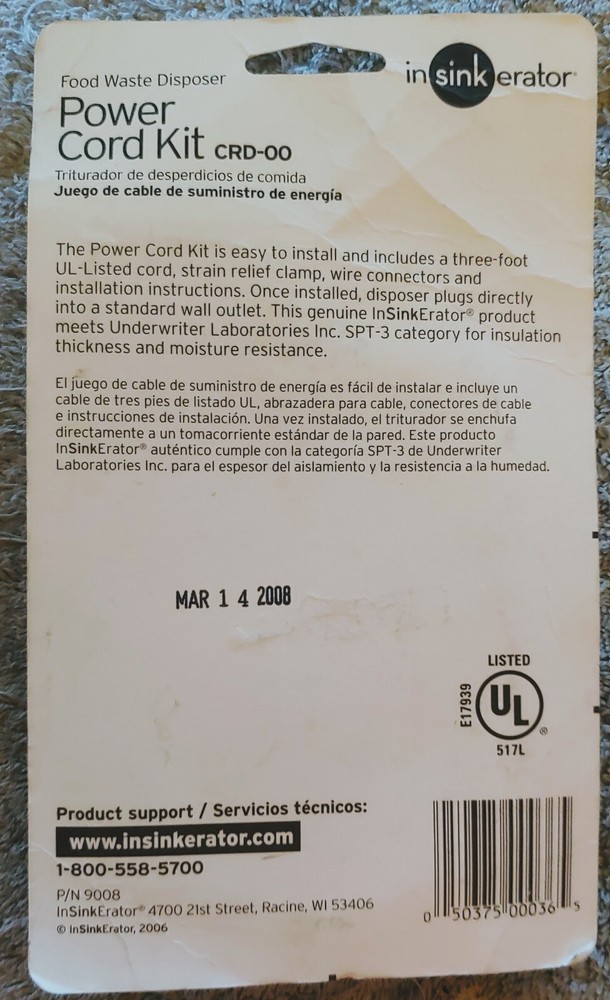 Food Waste Disposer
insinkerator®
Power
Cord Kit CRD-00
Triturador de desperdicios de comida
Juego de cable de suministro de energía
The Power Cord Kit is easy to install and includes a three-foot
UL-Listed cord, strain relief clamp, wire connectors and
installation instructions. Once installed, disposer plugs directly
into a standard wall outlet. This genuine InSinkErator® product
meets Underwriter Laboratories Inc. SPT-3 category for insulation
thickness and moisture resistance.
El juego de cable de suministro de energía es fácil de instalar e incluye un
cable de tres pies de listado UL, abrazadera para cable, conectores de cable
e instrucciones de instalación. Una vez instalado, el triturador se enchufa
directamente a un tomacorriente estándar de la pared. Este producto
InSinkErator® auténtico cumple con la categoría SPT-3 de Underwriter
Laboratories Inc. para el espesor del aislamiento y la resistencia a la humedad.
MAR 14 2008
LISTED
E17939
UL®
517L
Product support / Servicios técnicos:
www.insinkerator.com
1-800-558-5700
P/N 9008
InSinkErator® 4700 21st Street, Racine, WI 53406
© InSinkErator, 2006
0 50375 00036 5